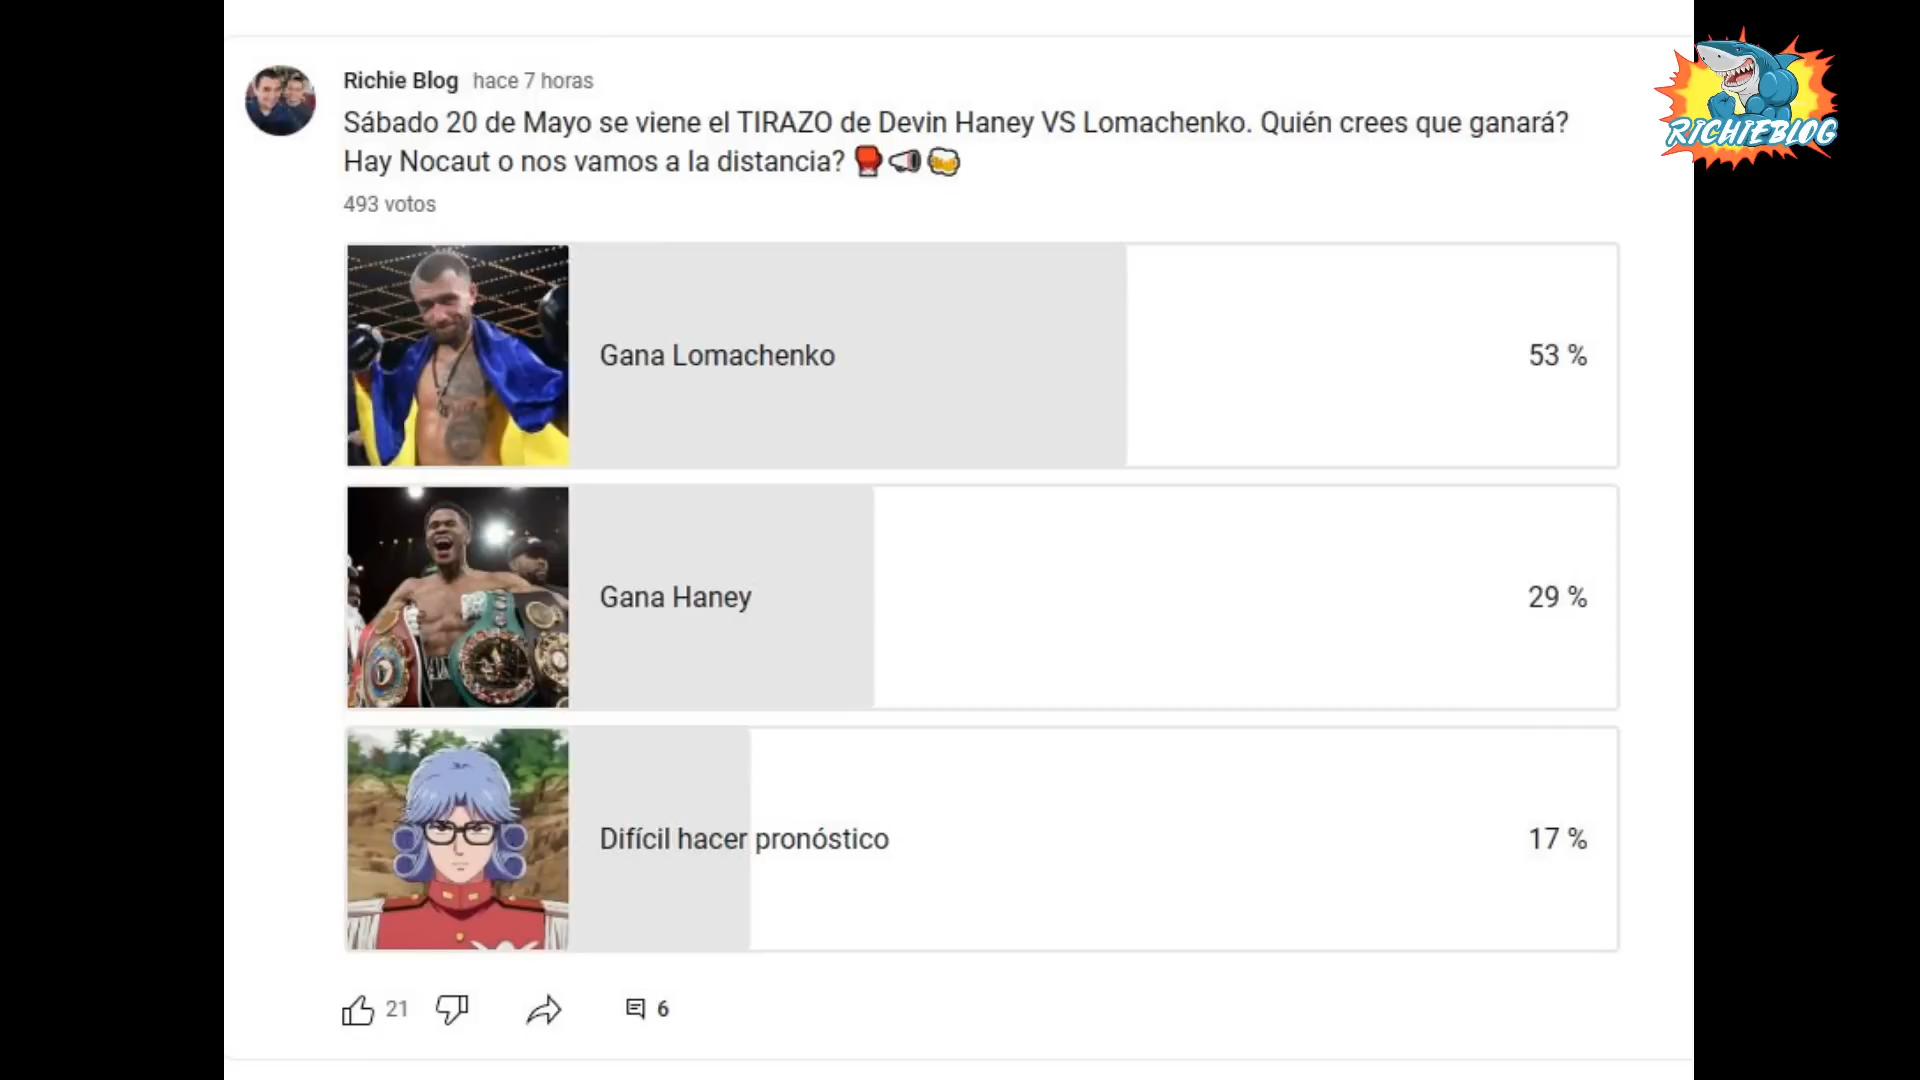 Richie Blog hace 7 horas
Sábado 20 de Mayo se viene el TIRAZO de Devin Haney VS Lomachenko. Quién crees que ganará?
Hay Nocaut o nos vamos a la distancia? 🥊📣🍻
493 votos
Gana Lomachenko 53 %
Gana Haney 29 %
Difícil hacer pronóstico 17 %
21 6
RICHIEBLOG